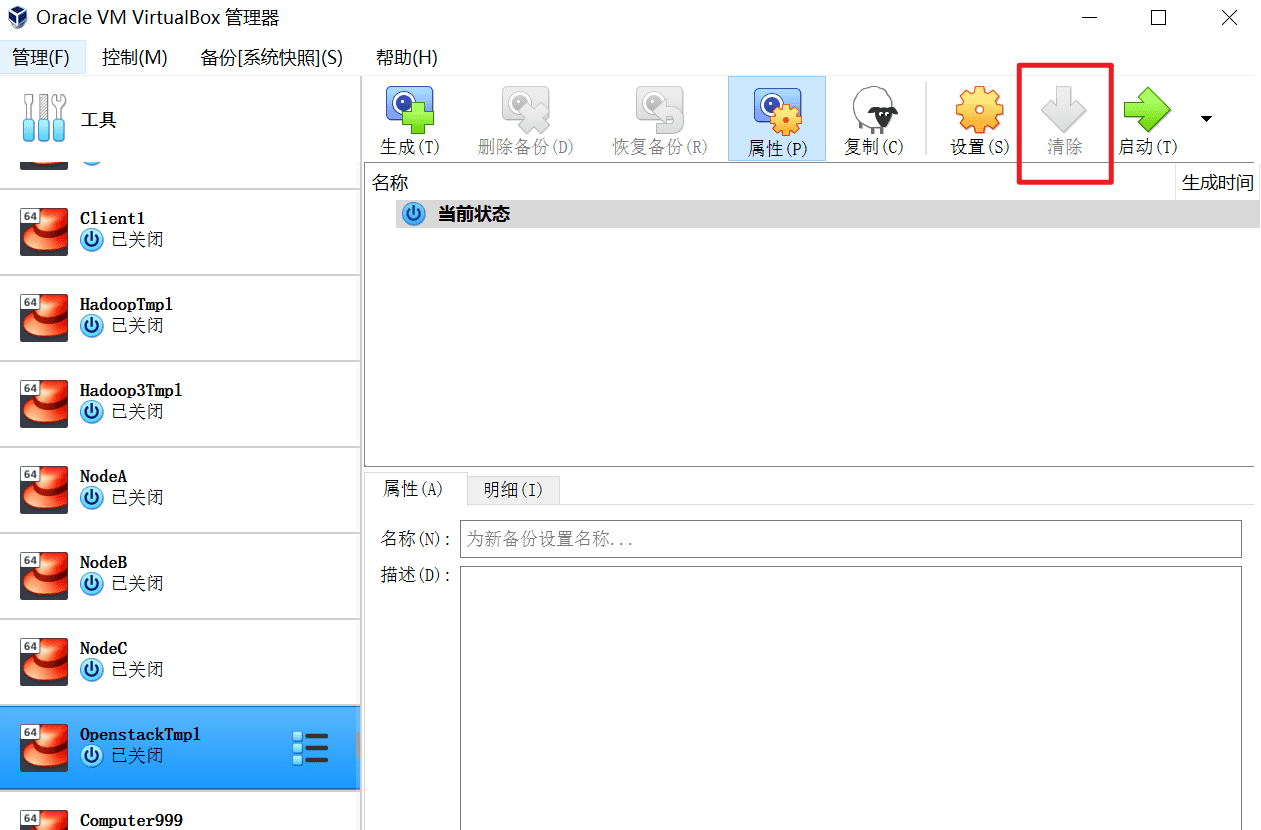 Oracle VM VirtualBox 管理器
管理(F) 控制(M) 备份[系统快照](S) 帮助(H)
工具
生成(T) 删除备份(D) 恢复备份(R) 属性(P) 复制(C) 设置(S) 清除 启动(T)
名称 生成时间
当前状态
64 Client1
已关闭
64 HadoopTmpl
已关闭
64 Hadoop3Tmpl
已关闭
64 NodeA
已关闭
64 NodeB
已关闭
64 NodeC
已关闭
64 OpenstackTmpl
已关闭
64 Computer999
属性(A) 明细(I)
名称(N): 为新备份设置名称...
描述(D):